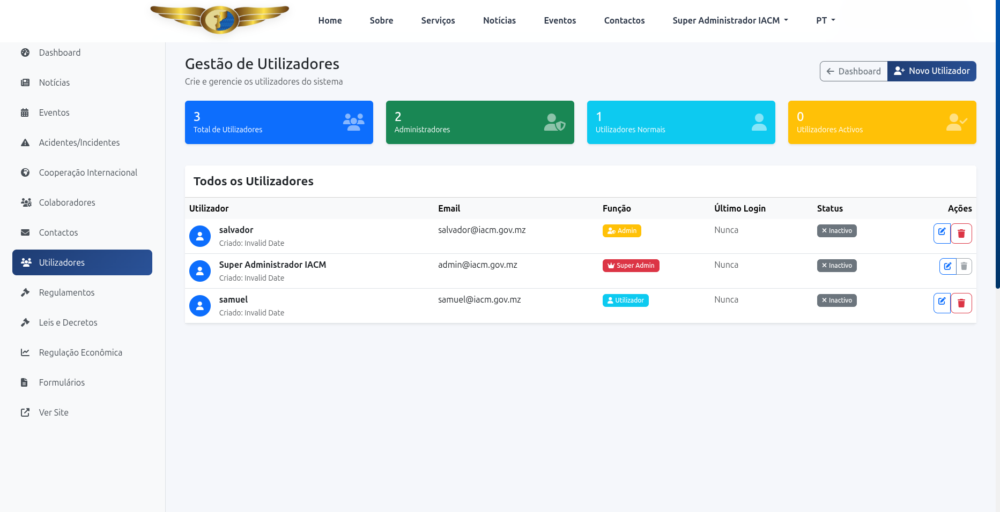 Home Sobre Serviços Notícias Eventos Contactos Super Administrador IACM PT
Dashboard
Notícias
Eventos
Acidentes/Incidentes
Cooperação Internacional
Colaboradores
Contactos
Utilizadores
Regulamentos
Leis e Decretos
Regulação Econômica
Formulários
Ver Site
Gestão de Utilizadores
Crie e gerencie os utilizadores do sistema
Dashboard Novo Utilizador
3
Total de Utilizadores
2
Administradores
1
Utilizadores Normais
0
Utilizadores Activos
Todos os Utilizadores
Utilizador Email Função Último Login Status Ações
salvador salvador@iacm.gov.mz Admin Nunca Inactivo
Criado: Invalid Date
Super Administrador IACM admin@iacm.gov.mz Super Admin Nunca Inactivo
Criado: Invalid Date
samuel samuel@iacm.gov.mz Utilizador Nunca Inactivo
Criado: Invalid Date